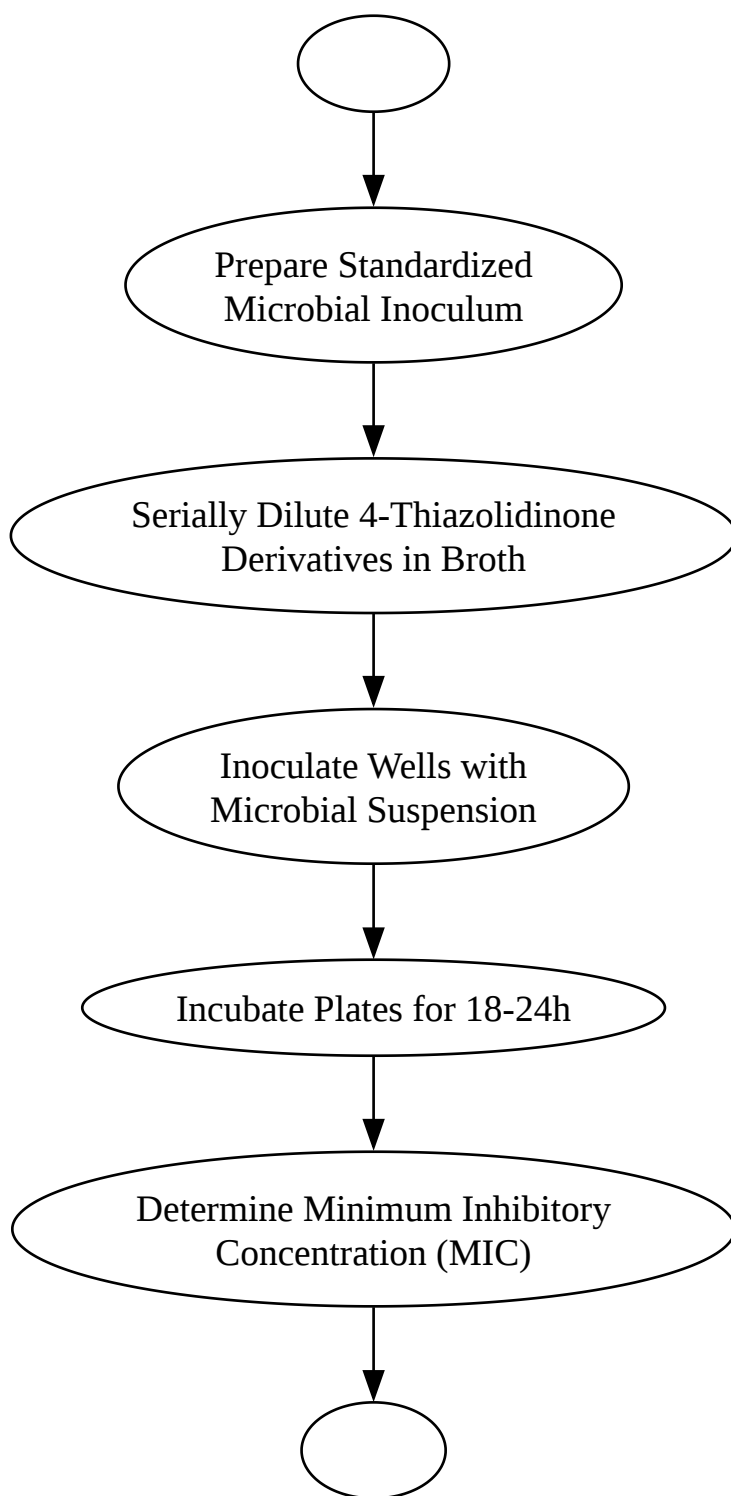 Prepare Standardized
Microbial Inoculum
Serially Dilute 4-Thiazolidinone
Derivatives in Broth
Inoculate Wells with
Microbial Suspension
Incubate Plates for 18-24h
Determine Minimum Inhibitory
Concentration (MIC)